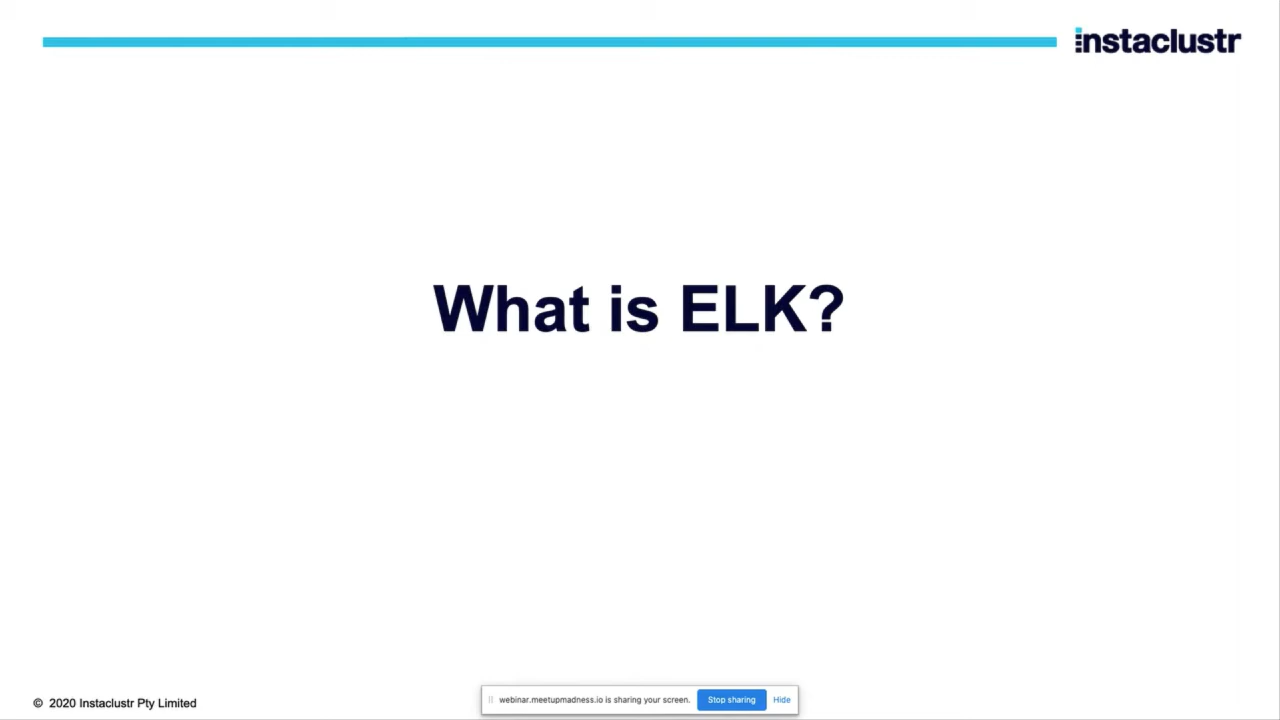 instaclustr
What is ELK?
© 2020 Instaclustr Pty Limited
webinar.meetupmadness.io is sharing your screen.
Stop sharing
Hide